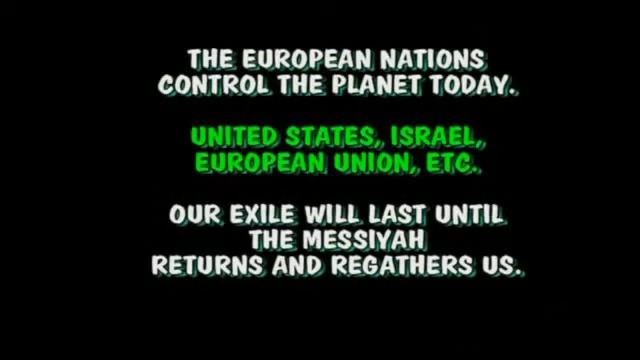 THE EUROPEAN NATIONS
CONTROL THE PLANET TODAY.
UNITED STATES, ISRAEL,
EUROPEAN UNION, ETC.
OUR EXILE WILL LAST UNTIL
THE MESSIYAH
RETURNS AND REGATHERS US.